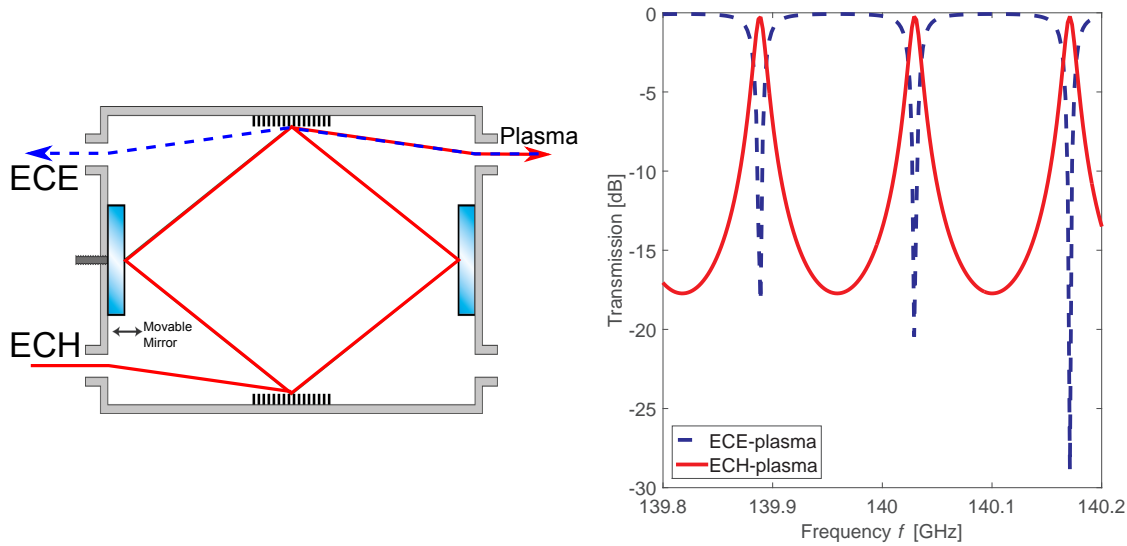 Plasma
ECE
Movable
Mirror
ECH
0
-5
-10
-15
-20
-25
-30
Transmission [dB]
ECE-plasma
ECH-plasma
139.8
139.9
140
140.1
140.2
Frequency f [GHz]